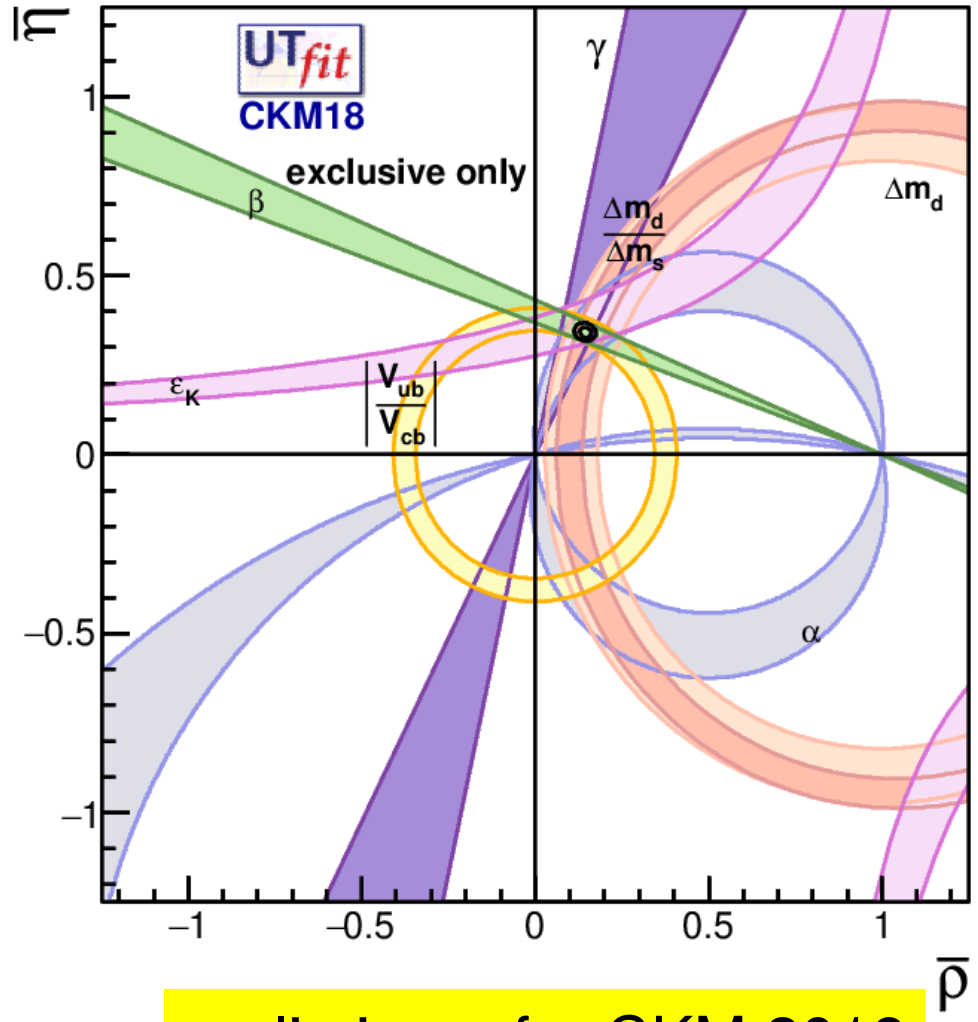 η̅
UTfit
CKM18
exclusive only
γ
β
Δm_d
Δm_d
Δm_s
ε_K
|V_ub
V_cb|
α
1
0.5
0
−0.5
−1
−1
−0.5
0
0.5
1
ρ̅
CKM